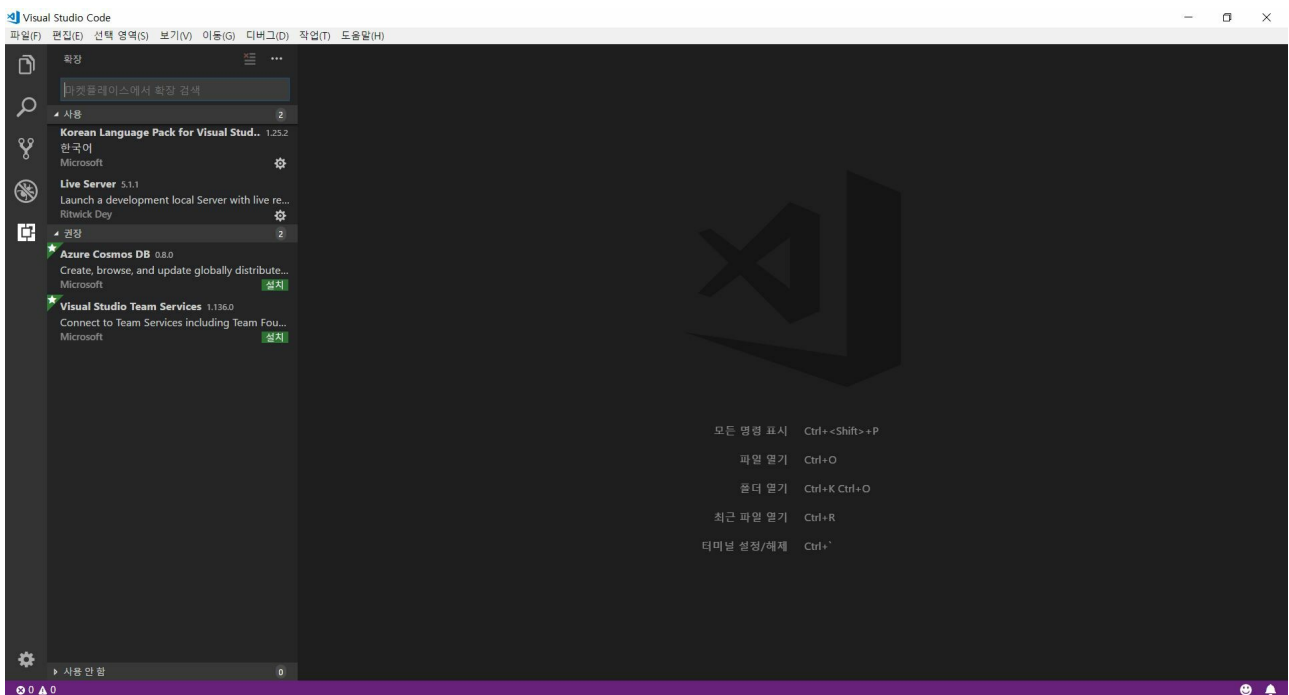 Visual Studio Code
파일(F) 편집(E) 선택 영역(S) 보기(V) 이동(G) 디버그(D) 작업(T) 도움말(H)
확장
마켓플레이스에서 확장 검색
사용 2
Korean Language Pack for Visual Stud.. 1.25.2
한국어
Microsoft
Live Server 5.1.1
Launch a development local Server with live re...
Ritwick Dey
권장 2
Azure Cosmos DB 0.8.0
Create, browse, and update globally distribute...
Microsoft 설치
Visual Studio Team Services 1.136.0
Connect to Team Services including Team Fou...
Microsoft 설치
모든 명령 표시 Ctrl+<Shift>+P
파일 열기 Ctrl+O
폴더 열기 Ctrl+K Ctrl+O
최근 파일 열기 Ctrl+R
터미널 설정/해제 Ctrl+`
사용 안 함 0
0 0